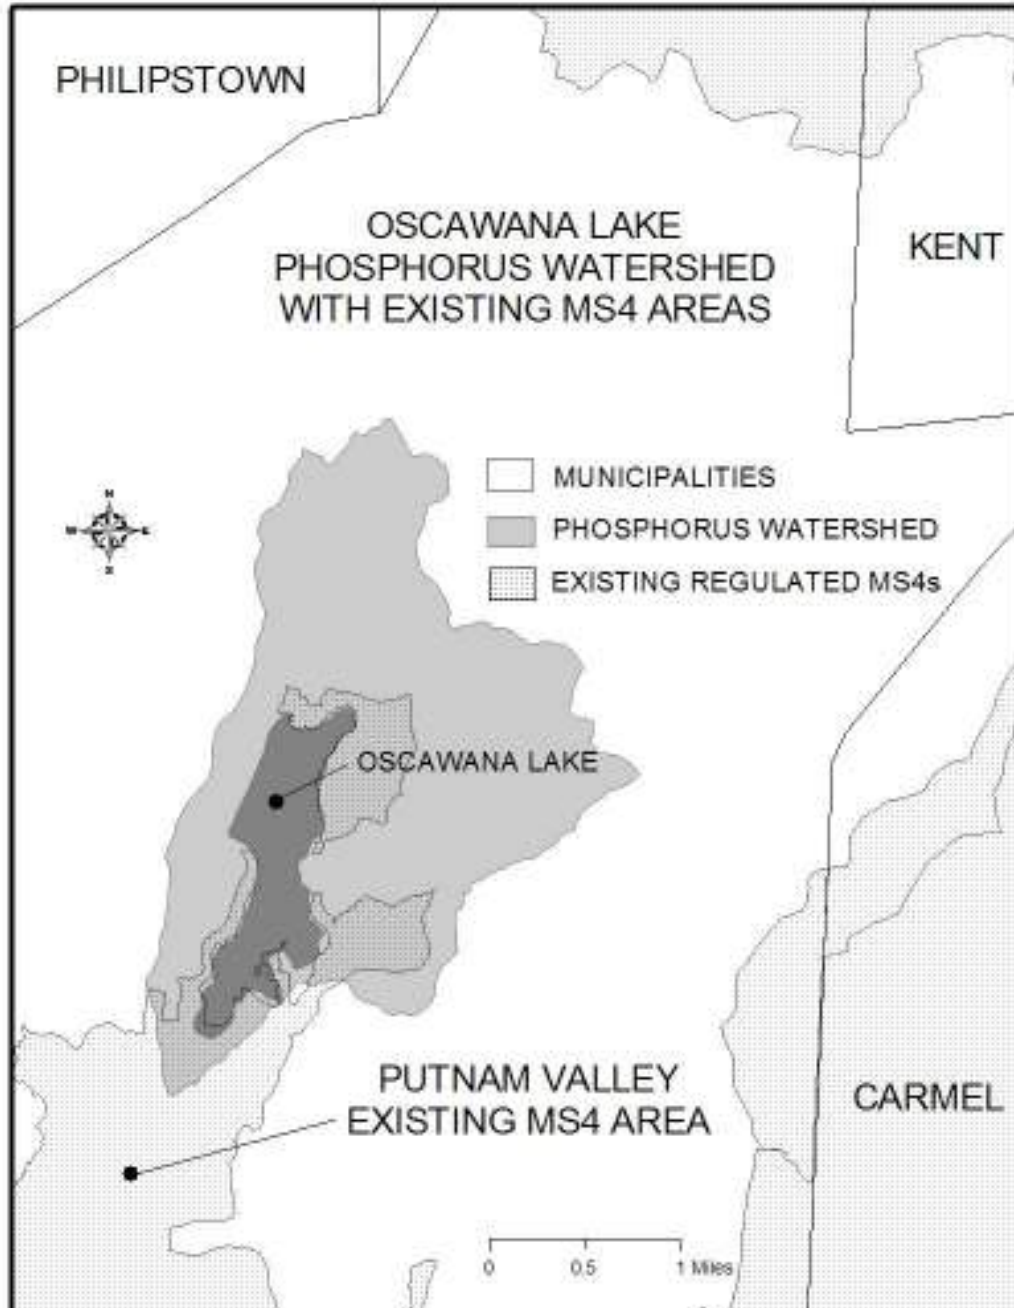 PHILIPSTOWN
OSCAWANA LAKE
PHOSPHORUS WATERSHED
WITH EXISTING MS4 AREAS
KENT
MUNICIPALITIES
PHOSPHORUS WATERSHED
EXISTING REGULATED MS4s
N
W
E
S
OSCAWANA LAKE
PUTNAM VALLEY
EXISTING MS4 AREA
CARMEL
0 0.5 1 Miles